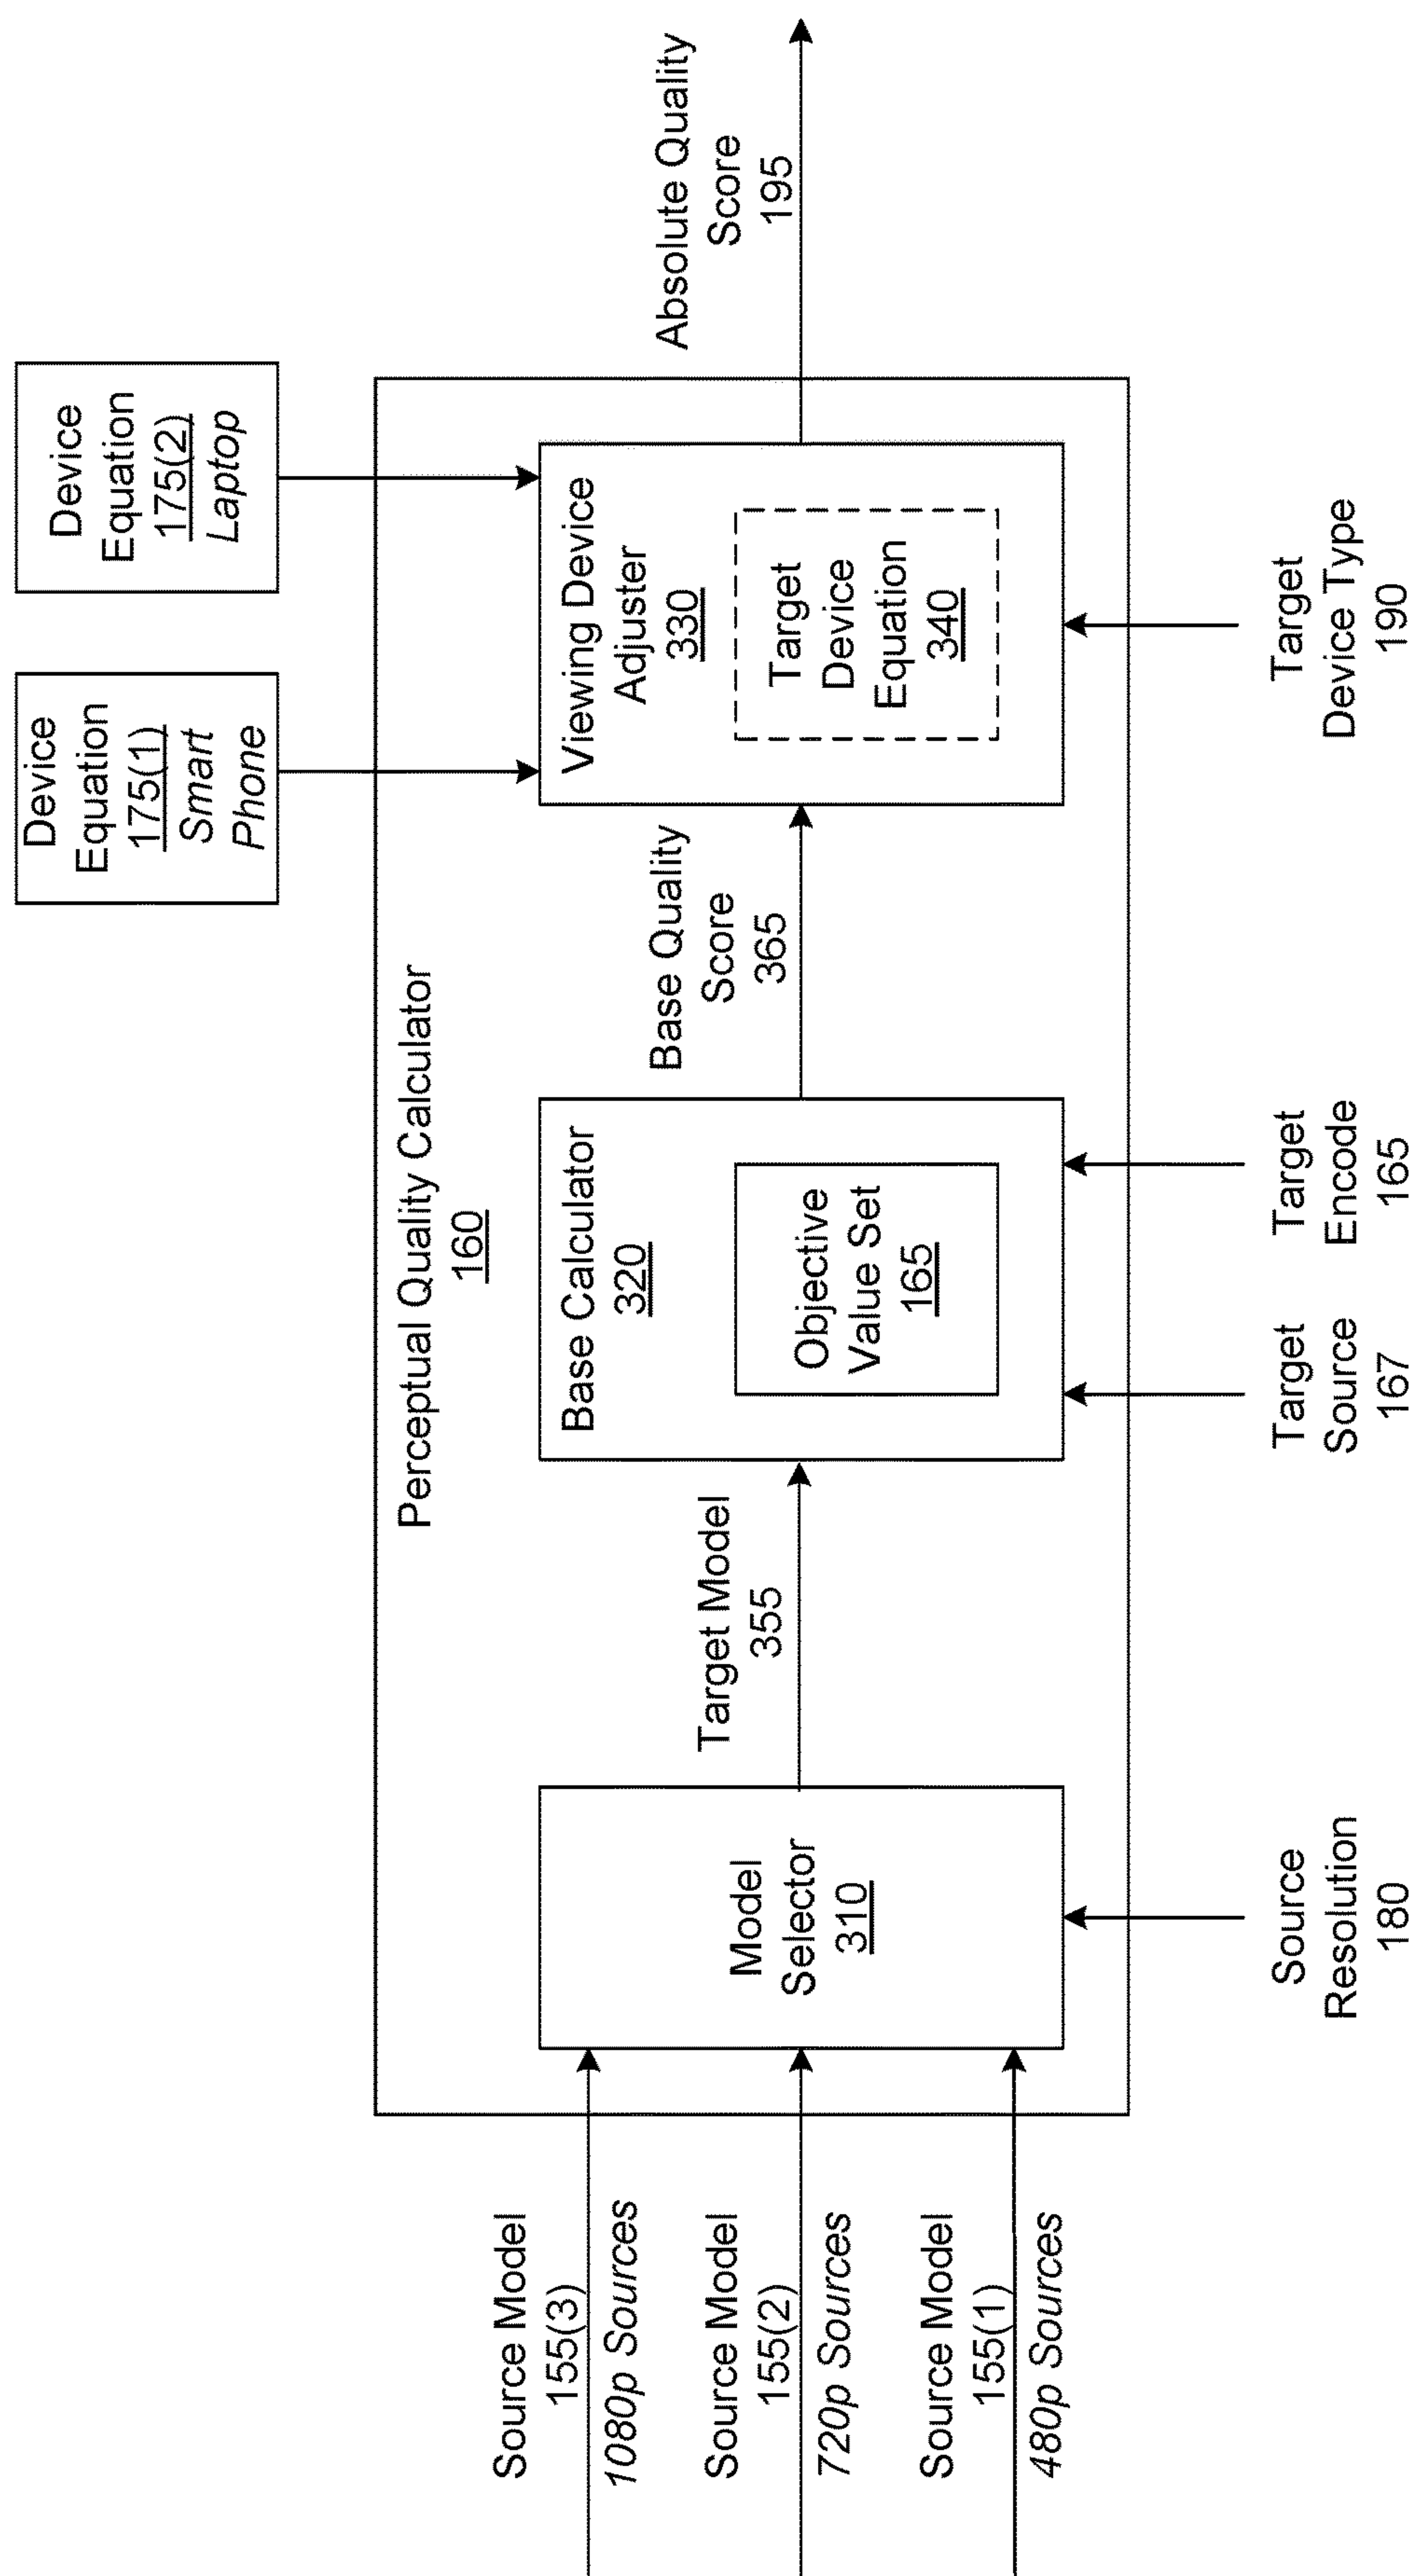 Device
Equation
175(1)
Smart
Phone
Device
Equation
175(2)
Laptop
Perceptual Quality Calculator
160
Source Model
155(3)
1080p Sources
Source Model
155(2)
720p Sources
Source Model
155(1)
480p Sources
Model
Selector
310
Target Model
355
Base Calculator
320
Objective
Value Set
165
Base Quality
Score
365
Viewing Device
Adjuster
330
Target
Device
Equation
340
Absolute Quality
Score
195
Source
Resolution
180
Target
Source
167
Target
Encode
165
Target
Device Type
190